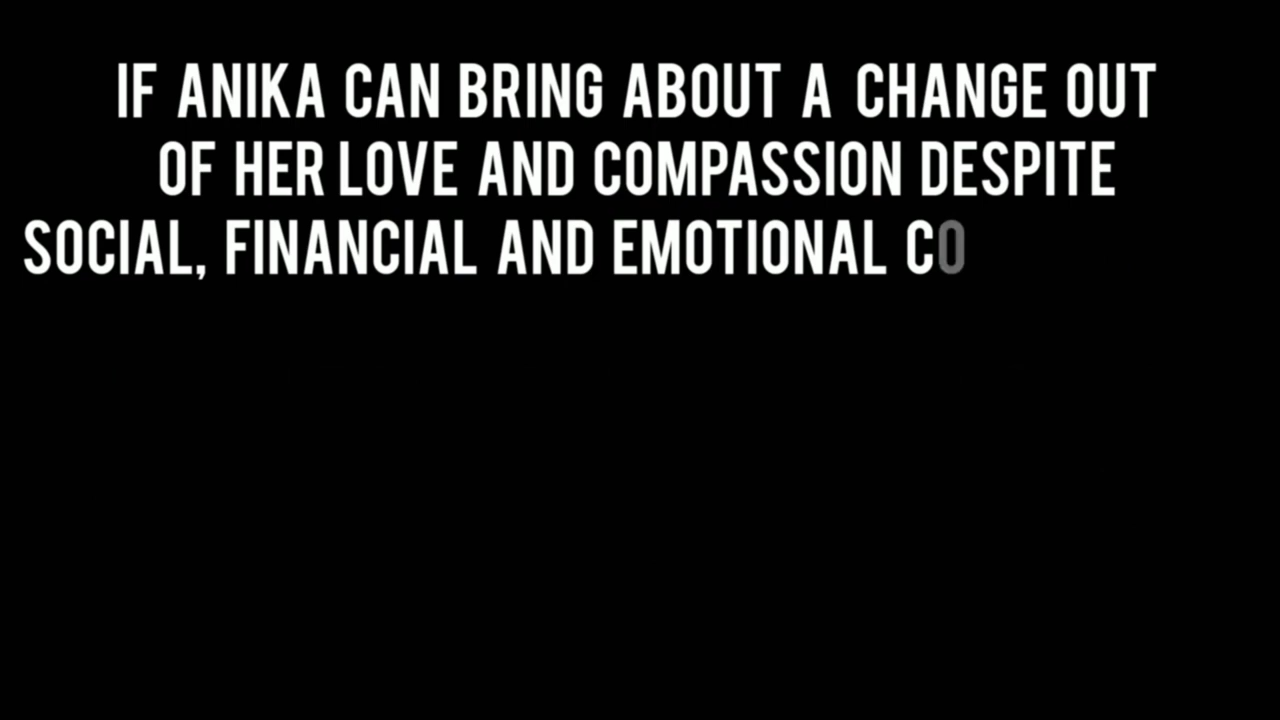 IF ANIKA CAN BRING ABOUT A CHANGE OUT
OF HER LOVE AND COMPASSION DESPITE
SOCIAL, FINANCIAL AND EMOTIONAL CO